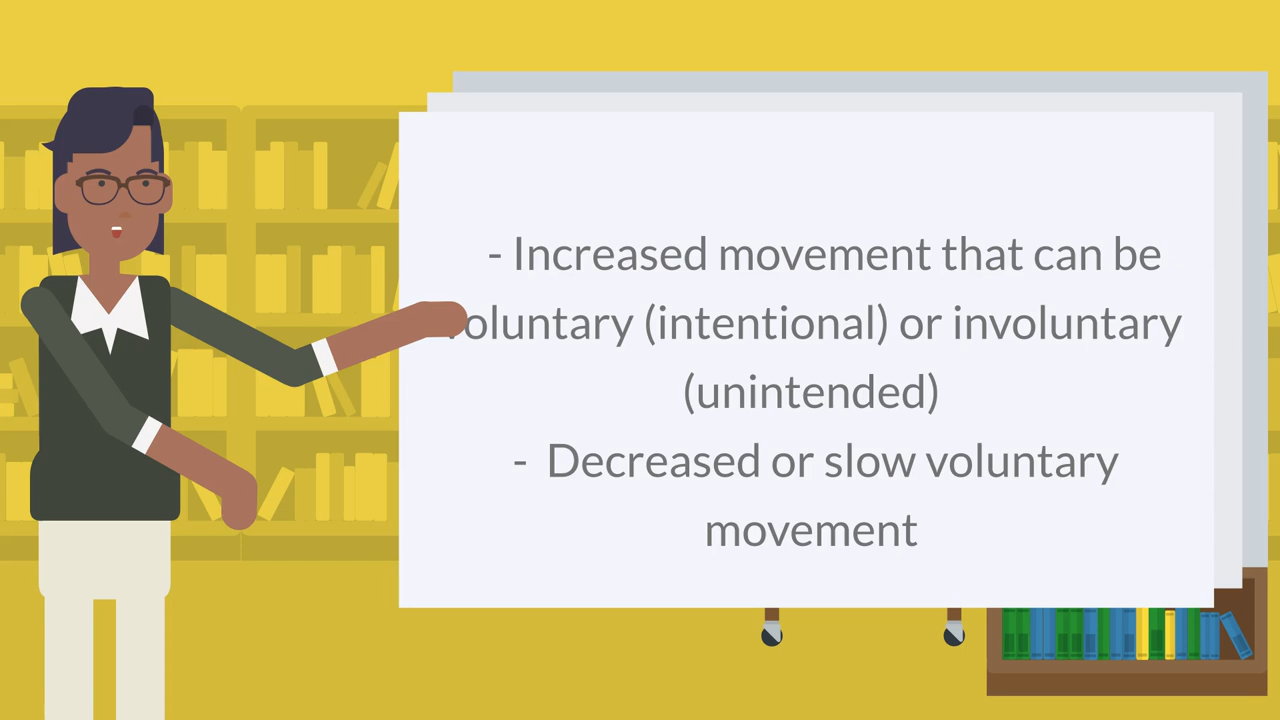 - Increased movement that can be
voluntary (intentional) or involuntary
(unintended)
- Decreased or slow voluntary
movement